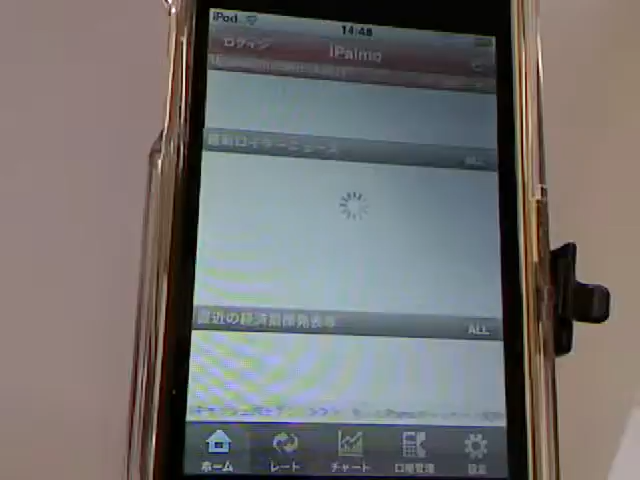 iPod
14:48
ログイン iPalmo
最新ロイターニュース ALL
直近の経済指標発表等 ALL
ホーム レート チャート 口座管理 設定